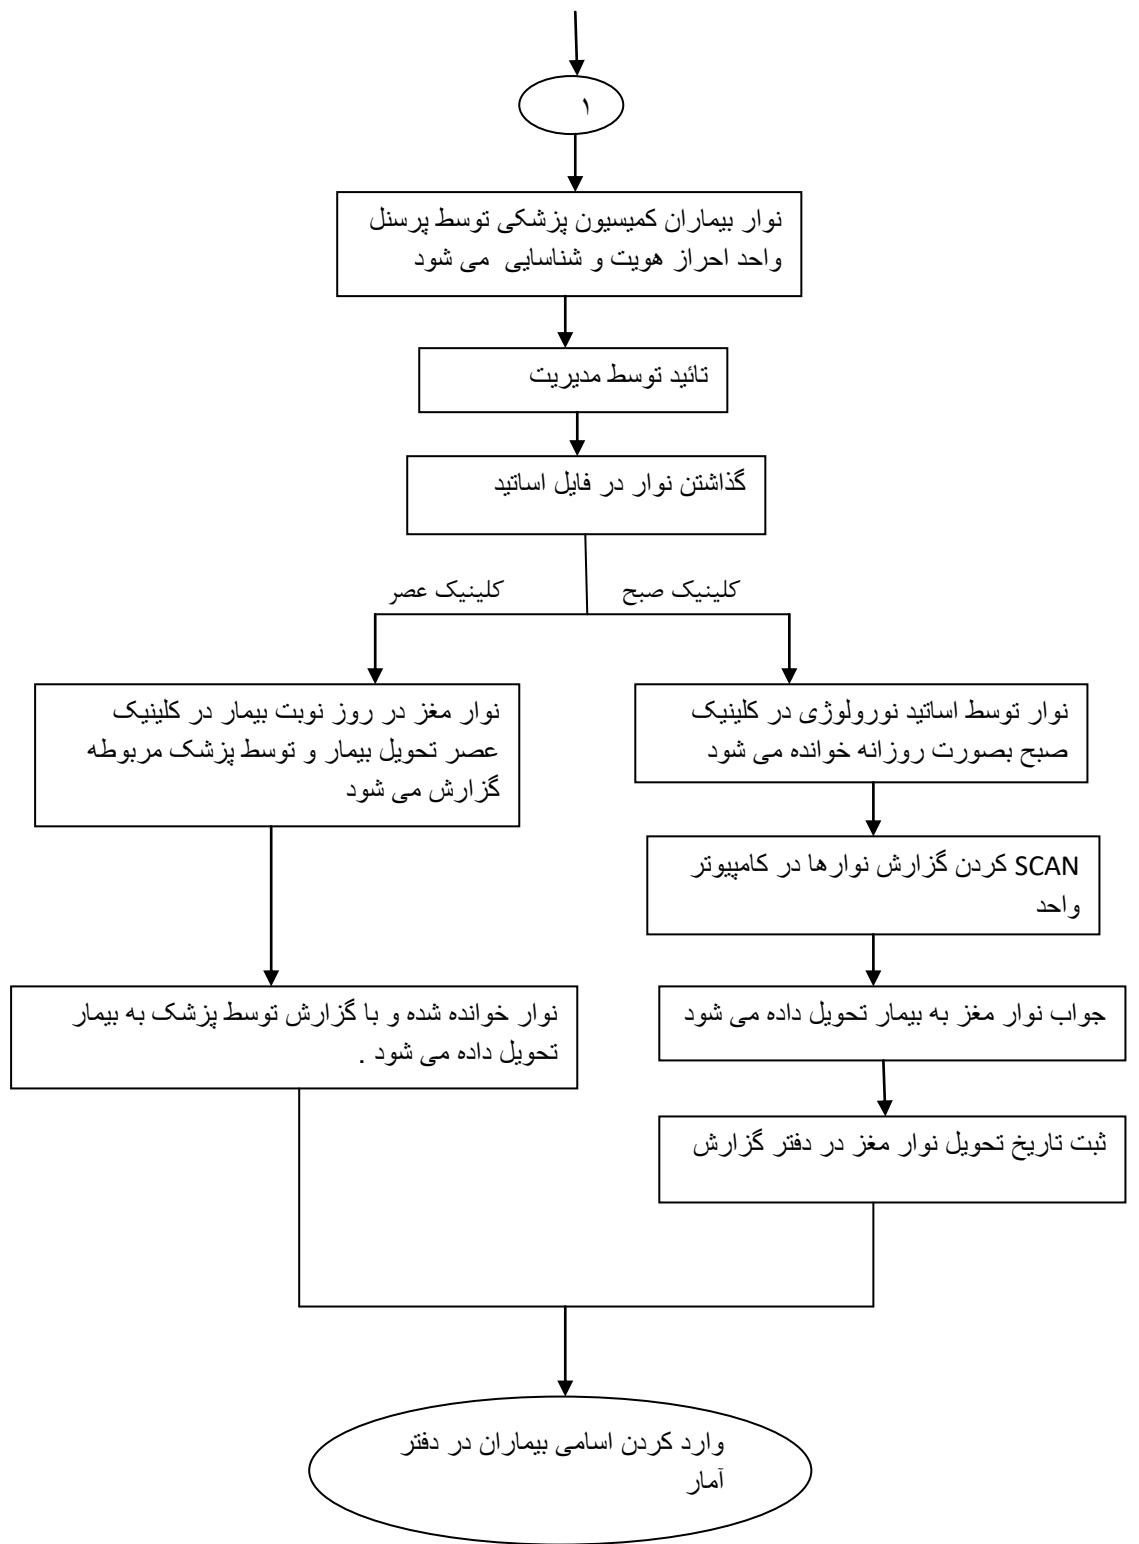 ۱
نوار بیماران کمیسیون پزشکی توسط پرسنل
واحد احراز هویت و شناسایی می شود
تائید توسط مدیریت
گذاشتن نوار در فایل اساتید
کلینیک صبح
کلینیک عصر
نوار توسط اساتید نورولوژی در کلینیک
صبح بصورت روزانه خوانده می شود
SCAN کردن گزارش نوارها در کامپیوتر
واحد
جواب نوار مغز به بیمار تحویل داده می شود
ثبت تاریخ تحویل نوار مغز در دفتر گزارش
نوار مغز در روز نوبت بیمار در کلینیک
عصر تحویل بیمار و توسط پزشک مربوطه
گزارش می شود
نوار خوانده شده و با گزارش توسط پزشک به بیمار
تحویل داده می شود .
وارد کردن اسامی بیماران در دفتر
آمار